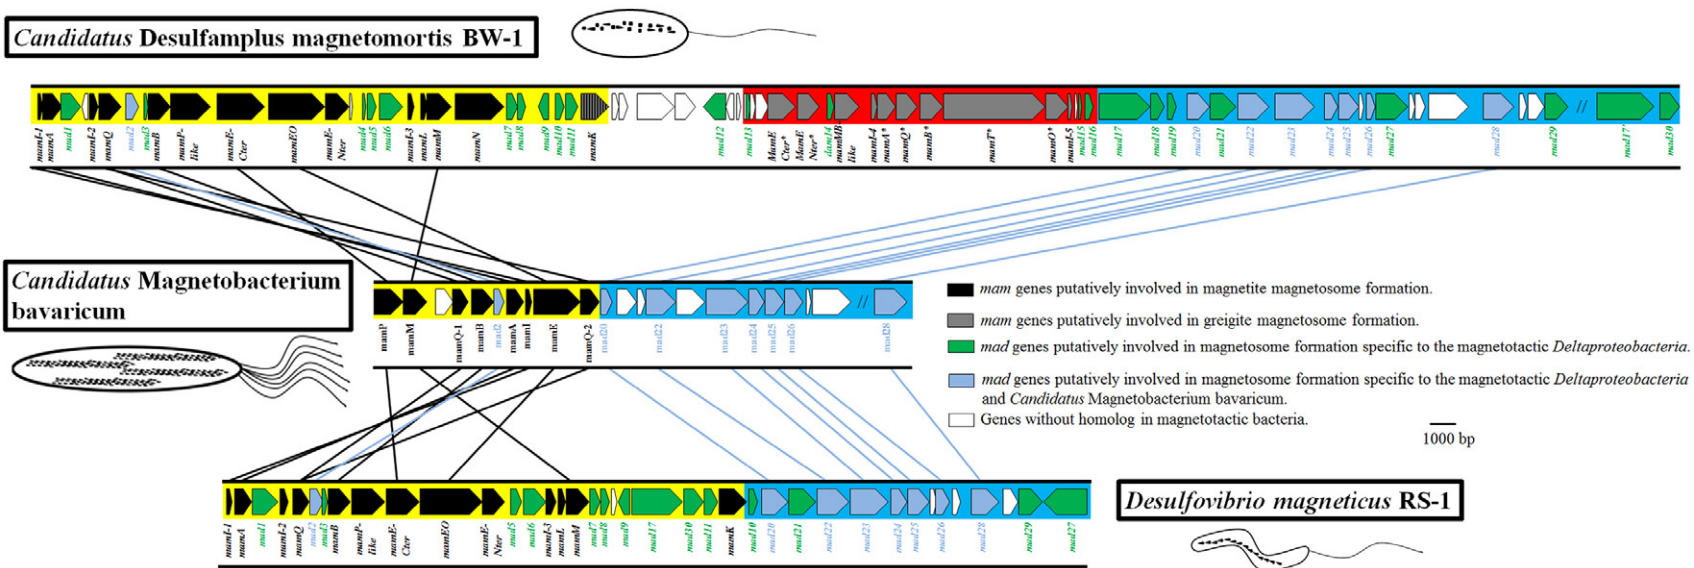 Candidatus Desulfamplus magnetomortis BW-1
mamI-1 mamA mad1 mamI-2 mamQ mad2 mad3 mamB mamP-like mamE-Cter mamEO mamE-Nter mad4 mad5 mad6 mamI-3 mamL mamM mamN mad7 mad8 mad9 mad10 mad11 mamK mad12 mad13 MamE Cter* MamE Nter* dam14 mamMB like mamI-4 mamA* mamQ* mamB* mamT* mamO* mamI-5 mad15 mad16 mad17 mad18 mad19 mad20 mad21 mad22 mad23 mad24 mad25 mad26 mad27 mad28 mad29 // mad17' mad30
Candidatus Magnetobacterium
bavaricum
mamP mamM mamQ-1 mamB mad2 mamA mamI mamE mamQ-2 mad20 mad22 mad23 mad24 mad25 mad26 // mad28
mam genes putatively involved in magnetite magnetosome formation.
mam genes putatively involved in greigite magnetosome formation.
mad genes putatively involved in magnetosome formation specific to the magnetotactic Deltaproteobacteria.
mad genes putatively involved in magnetosome formation specific to the magnetotactic Deltaproteobacteria
and Candidatus Magnetobacterium bavaricum.
Genes without homolog in magnetotactic bacteria.
1000 bp
mamI-1 mamA mad1 mamI-2 mamQ mad2 mad3 mamB mamP-like mamE-Cter mamEO mamE-Nter mad5 mad6 mamI-3 mamL mamM mad7 mad8 mad9 mad17 mad30 mad11 mamK mad10 mad20 mad21 mad22 mad23 mad24 mad25 mad26 mad28 mad29 mad27
Desulfovibrio magneticus RS-1